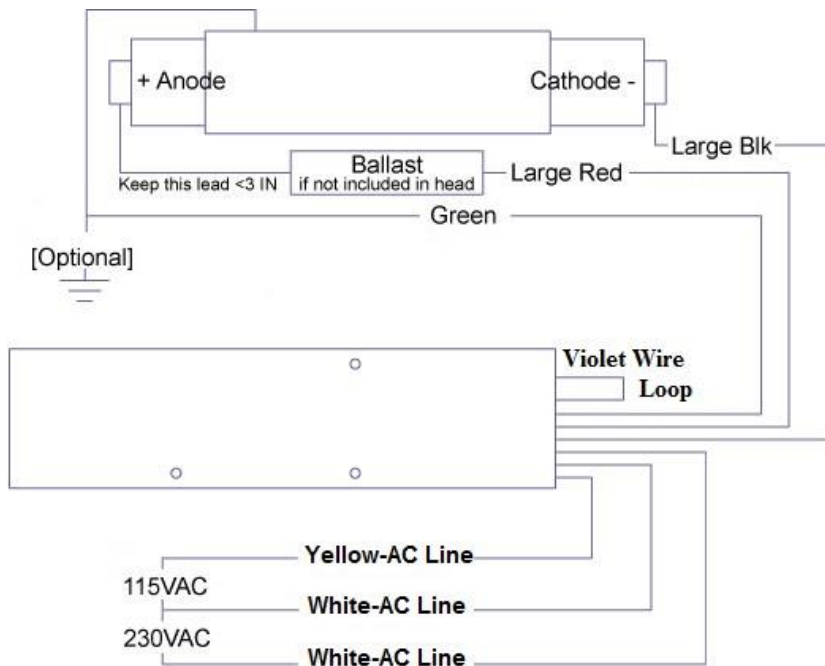 + Anode
Cathode -
Large Blk
Ballast
if not included in head
Large Red
Keep this lead <3 IN
Green
[Optional]
Violet Wire
Loop
Yellow-AC Line
115VAC
White-AC Line
230VAC
White-AC Line